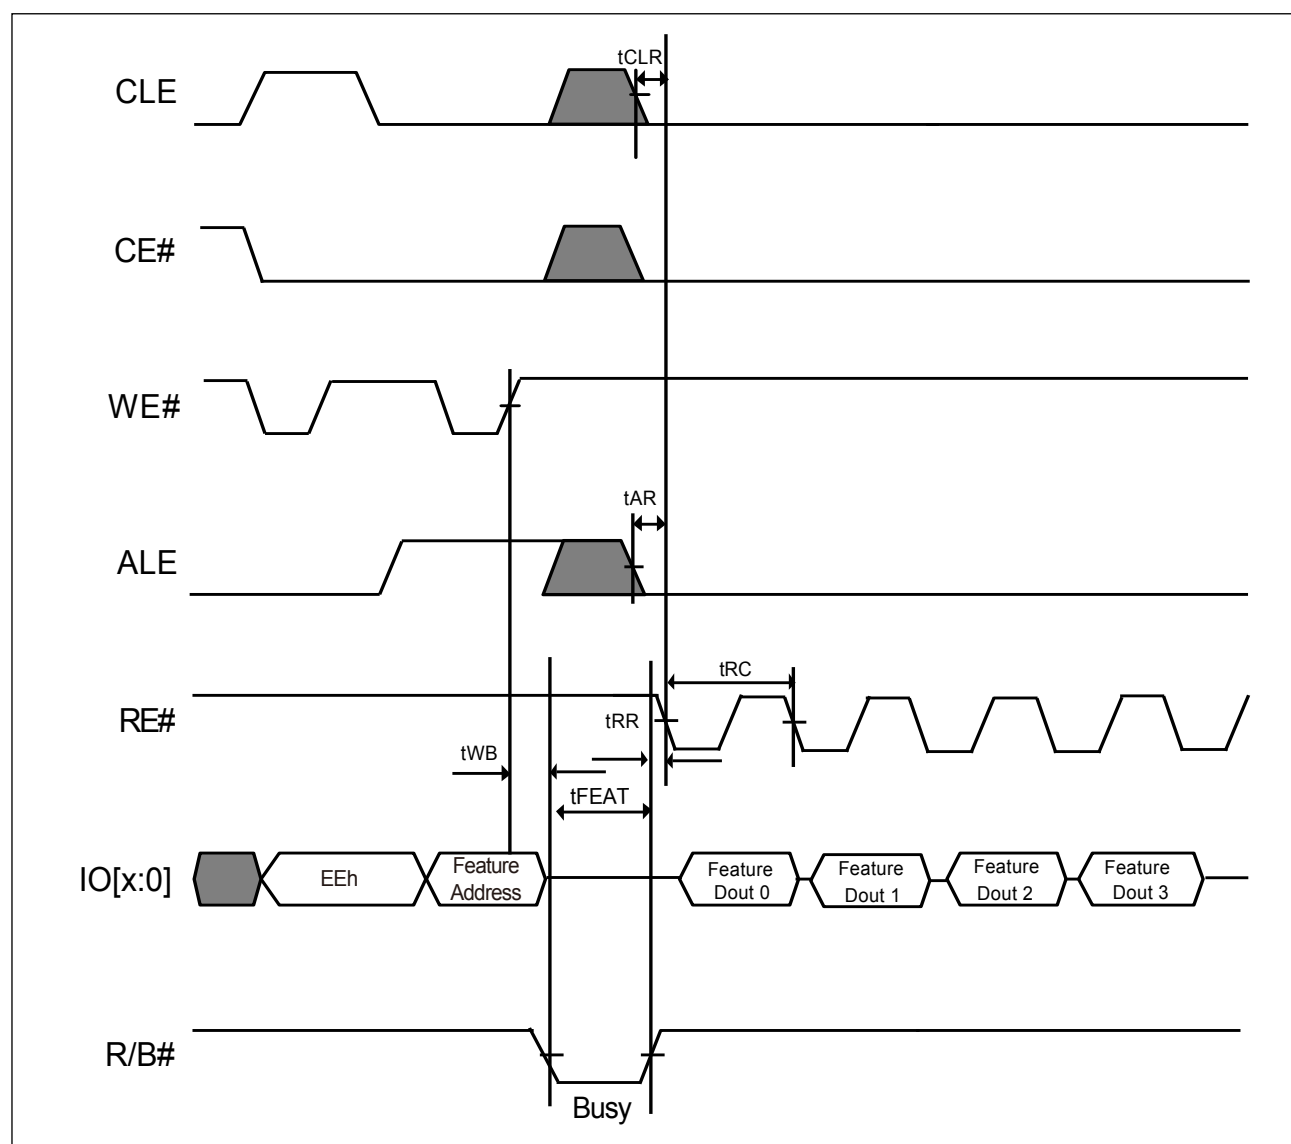 tCLR
CLE
CE#
WE#
tAR
ALE
tRC
RE#
tRR
tWB
tFEAT
IO[x:0]
EEh
Feature
Address
Feature
Dout 0
Feature
Dout 1
Feature
Dout 2
Feature
Dout 3
R/B#
Busy